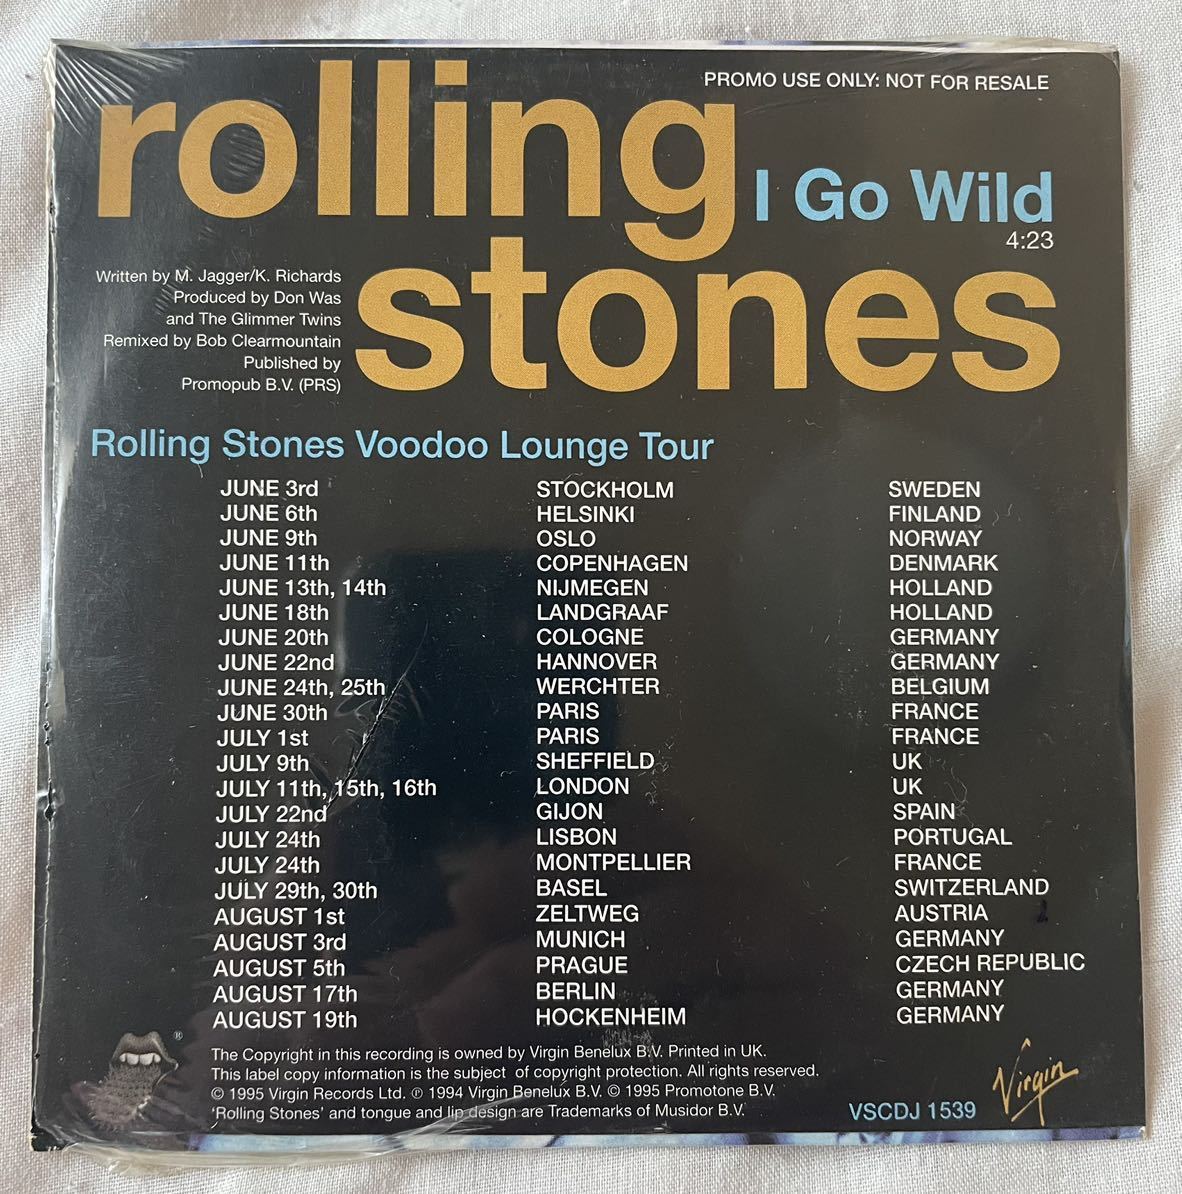 PROMO USE ONLY: NOT FOR RESALE
rolling
I Go Wild
4:23
stones
Written by M. Jagger/K. Richards
Produced by Don Was
and The Glimmer Twins
Remixed by Bob Clearmountain
Published by
Promopub B.V. (PRS)
Rolling Stones Voodoo Lounge Tour
JUNE 3rd STOCKHOLM SWEDEN
JUNE 6th HELSINKI FINLAND
JUNE 9th OSLO NORWAY
JUNE 11th COPENHAGEN DENMARK
JUNE 13th, 14th NIJMEGEN HOLLAND
JUNE 18th LANDGRAAF HOLLAND
JUNE 20th COLOGNE GERMANY
JUNE 22nd HANNOVER GERMANY
JUNE 24th, 25th WERCHTER BELGIUM
JUNE 30th PARIS FRANCE
JULY 1st PARIS FRANCE
JULY 9th SHEFFIELD UK
JULY 11th, 15th, 16th LONDON UK
JULY 22nd GIJON SPAIN
JULY 24th LISBON PORTUGAL
JULY 24th MONTPELLIER FRANCE
JULY 29th, 30th BASEL SWITZERLAND
AUGUST 1st ZELTWEG AUSTRIA
AUGUST 3rd MUNICH GERMANY
AUGUST 5th PRAGUE CZECH REPUBLIC
AUGUST 17th BERLIN GERMANY
AUGUST 19th HOCKENHEIM GERMANY
®
The Copyright in this recording is owned by Virgin Benelux B.V. Printed in UK.
This label copy information is the subject of copyright protection. All rights reserved.
© 1995 Virgin Records Ltd. ℗ 1994 Virgin Benelux B.V. © 1995 Promotone B.V.
'Rolling Stones' and tongue and lip design are Trademarks of Musidor B.V.
VSCDJ 1539
Virgin